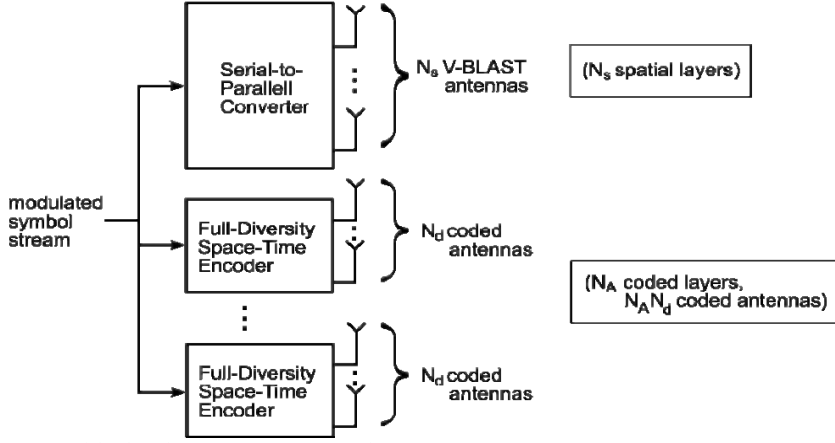 Serial-to-
Parallell
Converter
N_s V-BLAST
antennas
(N_s spatial layers)
modulated
symbol
stream
Full-Diversity
Space-Time
Encoder
N_d coded
antennas
(N_A coded layers,
N_A N_d coded antennas)
Full-Diversity
Space-Time
Encoder
N_d coded
antennas